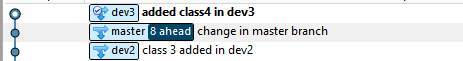 dev3 added class4 in dev3
master 8 ahead change in master branch
dev2 class 3 added in dev2